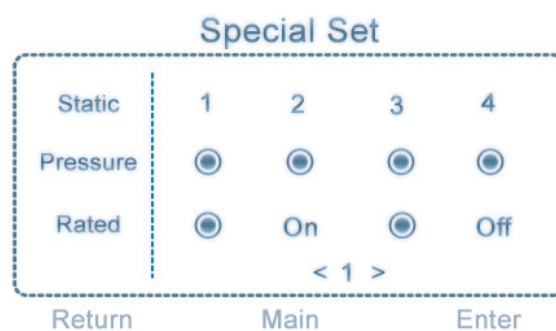 Special Set
Static 1 2 3 4
Pressure
Rated On Off
< 1 >
Return Main Enter